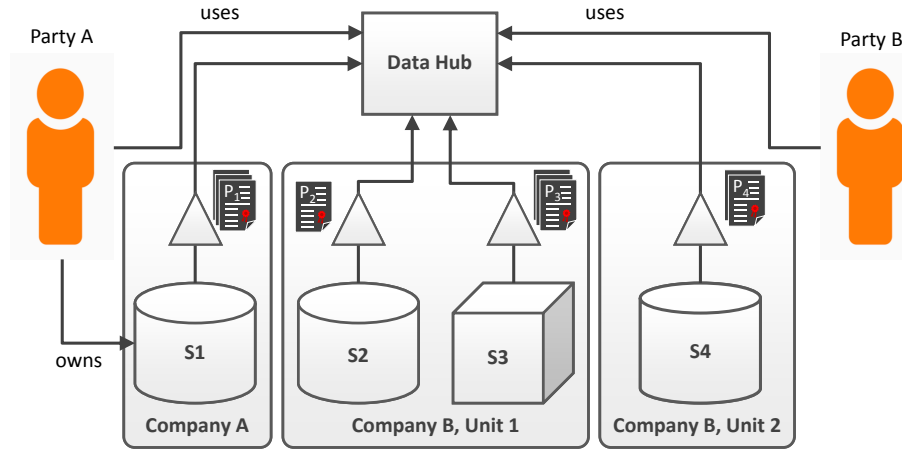 uses
uses
Party A
Party B
Data Hub
P1
P2
P3
P4
S1
S2
S3
S4
owns
Company A
Company B, Unit 1
Company B, Unit 2